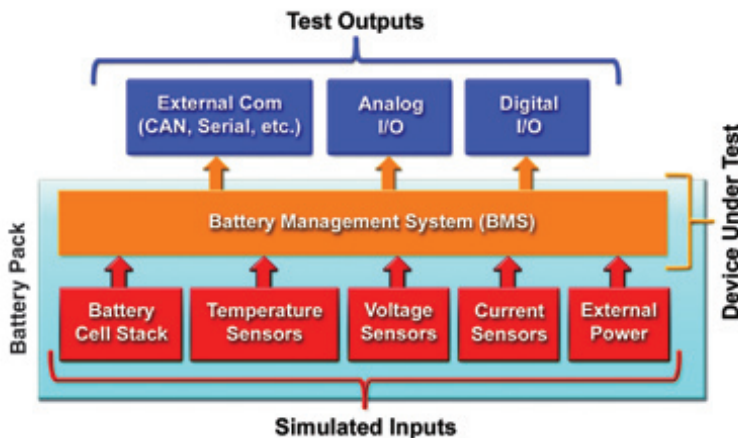 Test Outputs
External Com
(CAN, Serial, etc.)
Analog
I/O
Digital
I/O
Battery Management System (BMS)
Device Under Test
Battery Pack
Battery
Cell Stack
Temperature
Sensors
Voltage
Sensors
Current
Sensors
External
Power
Simulated Inputs